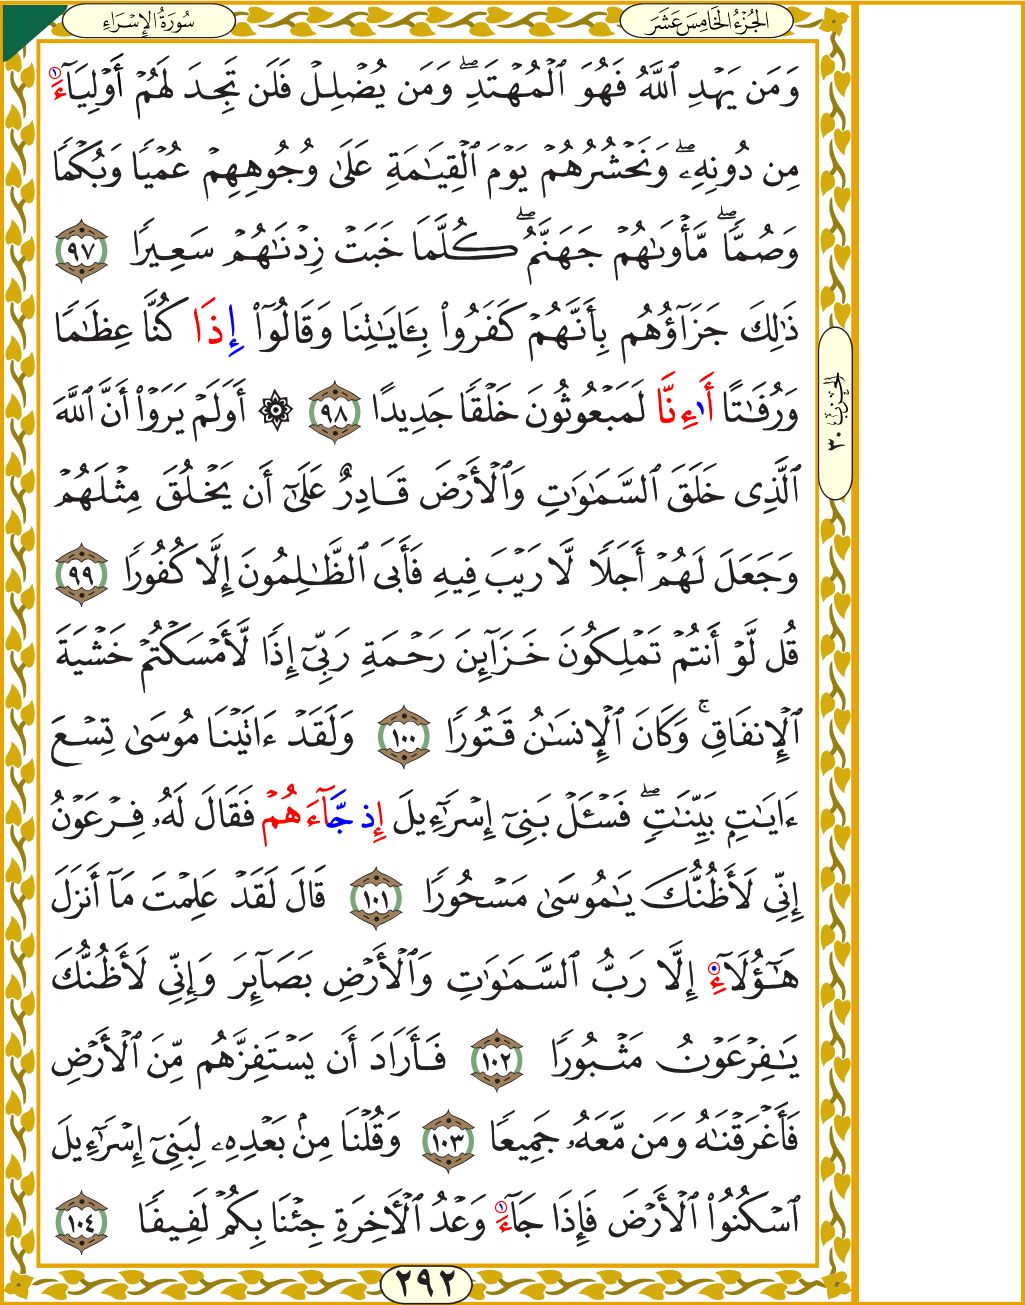 سُورَةُ الإِسْرَاءِ
الجُزْءُ الخَامِسَ عَشَرَ
وَمَن يَهْدِ ٱللَّهُ فَهُوَ ٱلْمُهْتَدِۖ وَمَن يُضْلِلْ فَلَن تَجِدَ لَهُمْ أَوْلِيَآءَ
مِن دُونِهِۦۖ وَنَحْشُرُهُمْ يَوْمَ ٱلْقِيَٰمَةِ عَلَىٰ وُجُوهِهِمْ عُمْيًا وَبُكْمًا
وَصُمًّاۖ مَّأْوَىٰهُمْ جَهَنَّمُۖ كُلَّمَا خَبَتْ زِدْنَٰهُمْ سَعِيرًا ٩٧
ذَٰلِكَ جَزَآؤُهُم بِأَنَّهُمْ كَفَرُوا۟ بِـَٔايَٰتِنَا وَقَالُوٓا۟ إِذَا كُنَّا عِظَٰمًا
وَرُفَٰتًا أَاءِنَّا لَمَبْعُوثُونَ خَلْقًا جَدِيدًا ٩٨ ۞ أَوَلَمْ يَرَوْا۟ أَنَّ ٱللَّهَ
ٱلَّذِى خَلَقَ ٱلسَّمَٰوَٰتِ وَٱلْأَرْضَ قَادِرٌ عَلَىٰٓ أَن يَخْلُقَ مِثْلَهُمْ
وَجَعَلَ لَهُمْ أَجَلًا لَّا رَيْبَ فِيهِ فَأَبَى ٱلظَّٰلِمُونَ إِلَّا كُفُورًا ٩٩
قُل لَّوْ أَنتُمْ تَمْلِكُونَ خَزَآئِنَ رَحْمَةِ رَبِّىٓ إِذًا لَّأَمْسَكْتُمْ خَشْيَةَ
ٱلْإِنفَاقِۚ وَكَانَ ٱلْإِنسَٰنُ قَتُورًا ١٠٠ وَلَقَدْ ءَاتَيْنَا مُوسَىٰ تِسْعَ
ءَايَٰتٍۭ بَيِّنَٰتٍۖ فَسْـَٔلْ بَنِىٓ إِسْرَٰٓءِيلَ إِذ جَّآءَهُمْ فَقَالَ لَهُۥ فِرْعَوْنُ
إِنِّى لَأَظُنُّكَ يَٰمُوسَىٰ مَسْحُورًا ١٠١ قَالَ لَقَدْ عَلِمْتَ مَآ أَنزَلَ
هَٰٓؤُلَآءِ إِلَّا رَبُّ ٱلسَّمَٰوَٰتِ وَٱلْأَرْضِ بَصَآئِرَ وَإِنِّى لَأَظُنُّكَ
يَٰفِرْعَوْنُ مَثْبُورًا ١٠٢ فَأَرَادَ أَن يَسْتَفِزَّهُم مِّنَ ٱلْأَرْضِ
فَأَغْرَقْنَٰهُ وَمَن مَّعَهُۥ جَمِيعًا ١٠٣ وَقُلْنَا مِنۢ بَعْدِهِۦ لِبَنِىٓ إِسْرَٰٓءِيلَ
ٱسْكُنُوا۟ ٱلْأَرْضَ فَإِذَا جَآءَ وَعْدُ ٱلْـَٔاخِرَةِ جِئْنَا بِكُمْ لَفِيفًا ١٠٤
الحِزْبُ ٣٠
٢٩٢